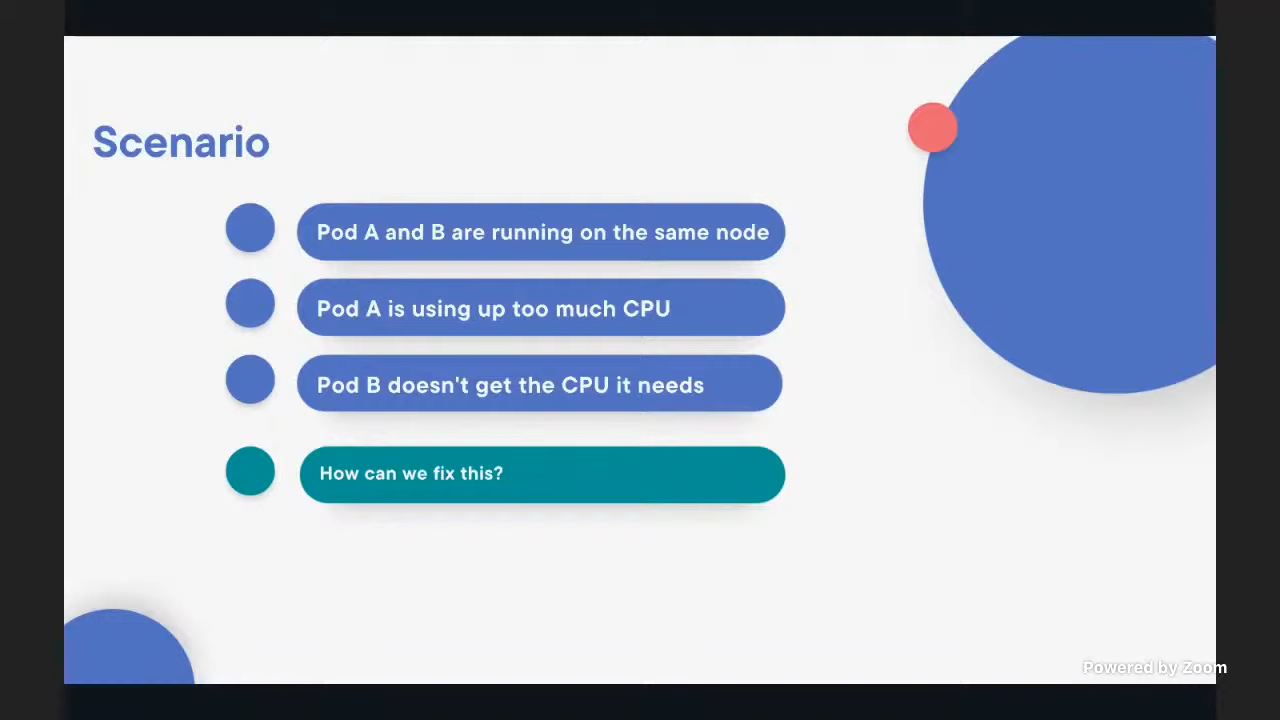 Scenario
Pod A and B are running on the same node
Pod A is using up too much CPU
Pod B doesn't get the CPU it needs
How can we fix this?
Powered by Zoom